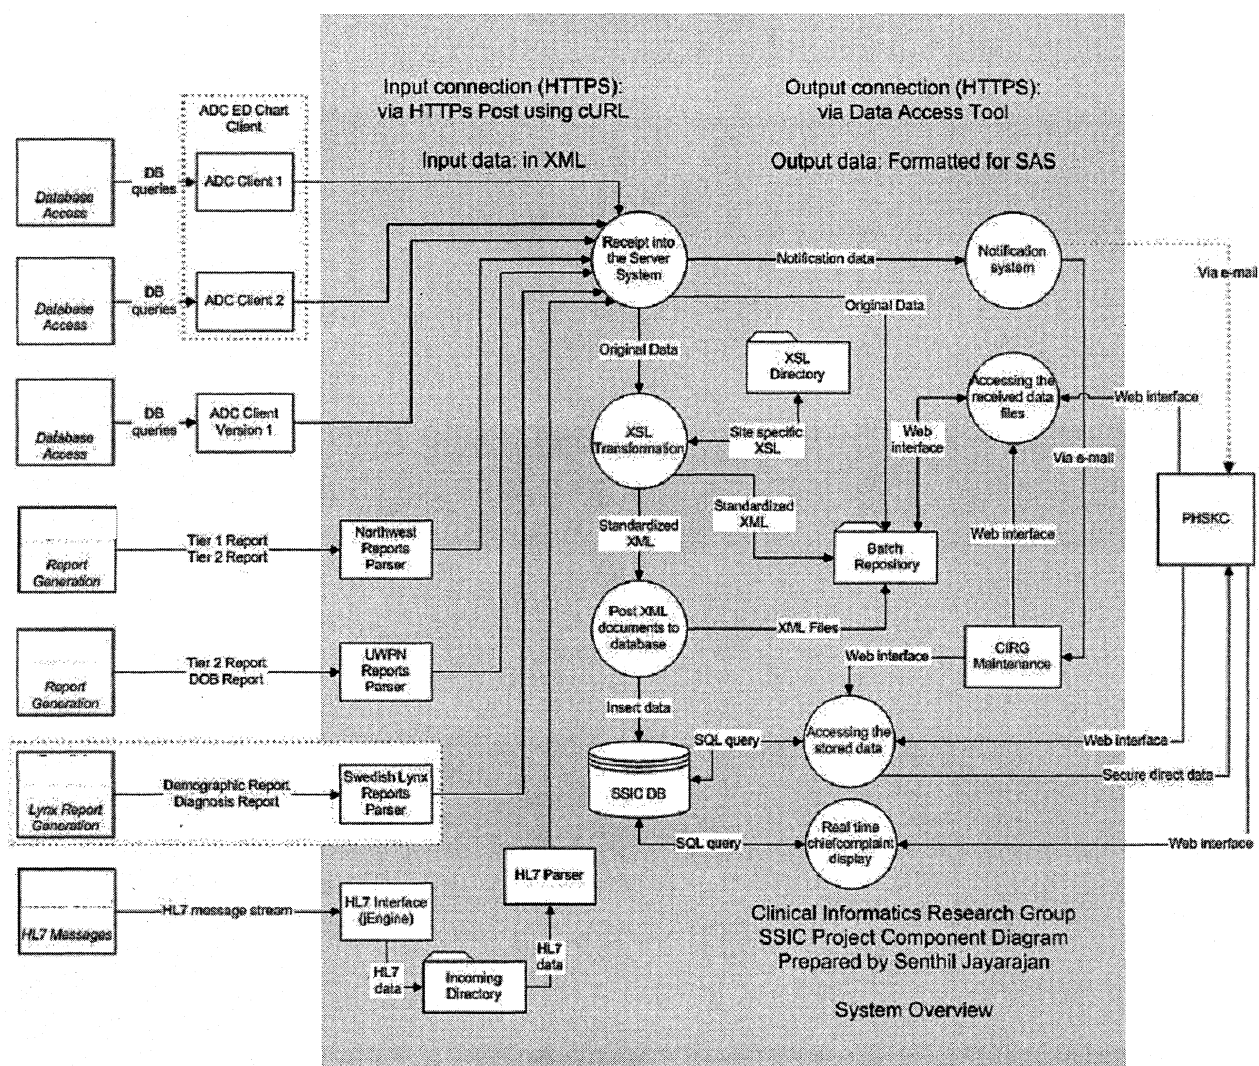 Input connection (HTTPS):
via HTTPs Post using cURL
Input data: in XML
Output connection (HTTPS):
via Data Access Tool
Output data: Formatted for SAS
ADC ED Chart
Client
Database
Access
DB
queries
ADC Client 1
Database
Access
DB
queries
ADC Client 2
Database
Access
DB
queries
ADC Client
Version 1
Report
Generation
Tier 1 Report
Tier 2 Report
Northwest
Reports
Parser
Report
Generation
Tier 2 Report
DOB Report
UWPN
Reports
Parser
Lynx Report
Generation
Demographic Report
Diagnosis Report
Swedish Lynx
Reports
Parser
HL7 Messages
HL7 message stream
HL7 Interface
(jEngine)
HL7
data
Incoming
Directory
HL7
data
HL7 Parser
Receipt into
the Server
System
Notification data
Notification
system
Via e-mail
Original Data
Original Data
XSL
Directory
Accessing the
received data
files
Web interface
XSL
Transformation
Site specific
XSL
Web
interface
Via e-mail
Standardized
XML
Standardized
XML
PHSKC
Batch
Repository
Web interface
Post XML
documents to
database
XML Files
CIRG
Maintenance
Web interface
Insert data
SQL query
Accessing the
stored data
Web interface
Secure direct data
SSIC DB
SQL query
Real time
chiefcomplaint
display
Web interface
Clinical Informatics Research Group
SSIC Project Component Diagram
Prepared by Senthil Jayarajan
System Overview